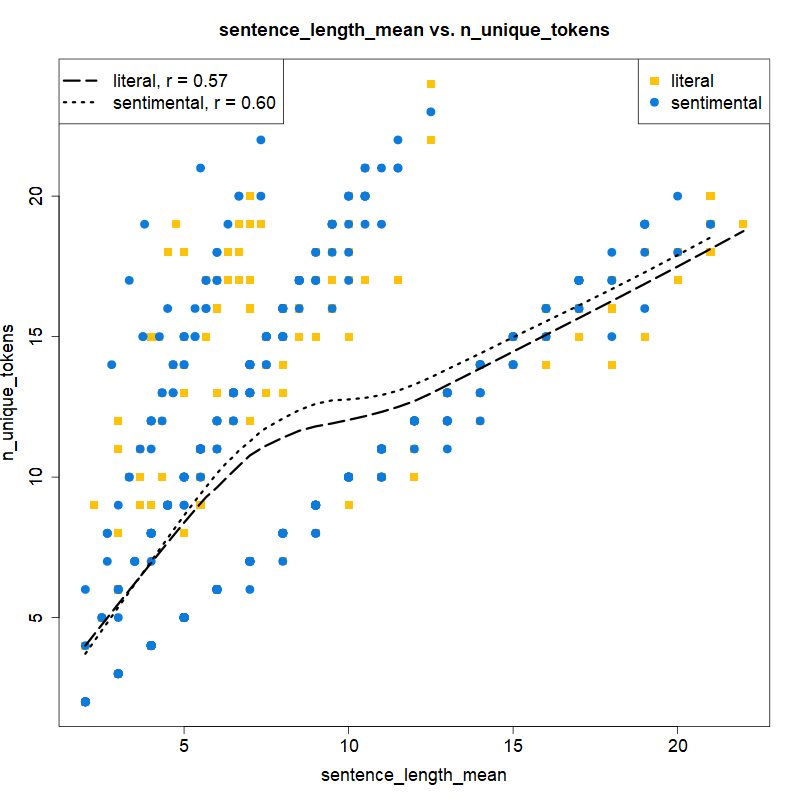 sentence_length_mean vs. n_unique_tokens
literal, r = 0.57
sentimental, r = 0.60
literal
sentimental
n_unique_tokens
20
15
10
5
5
10
15
20
sentence_length_mean